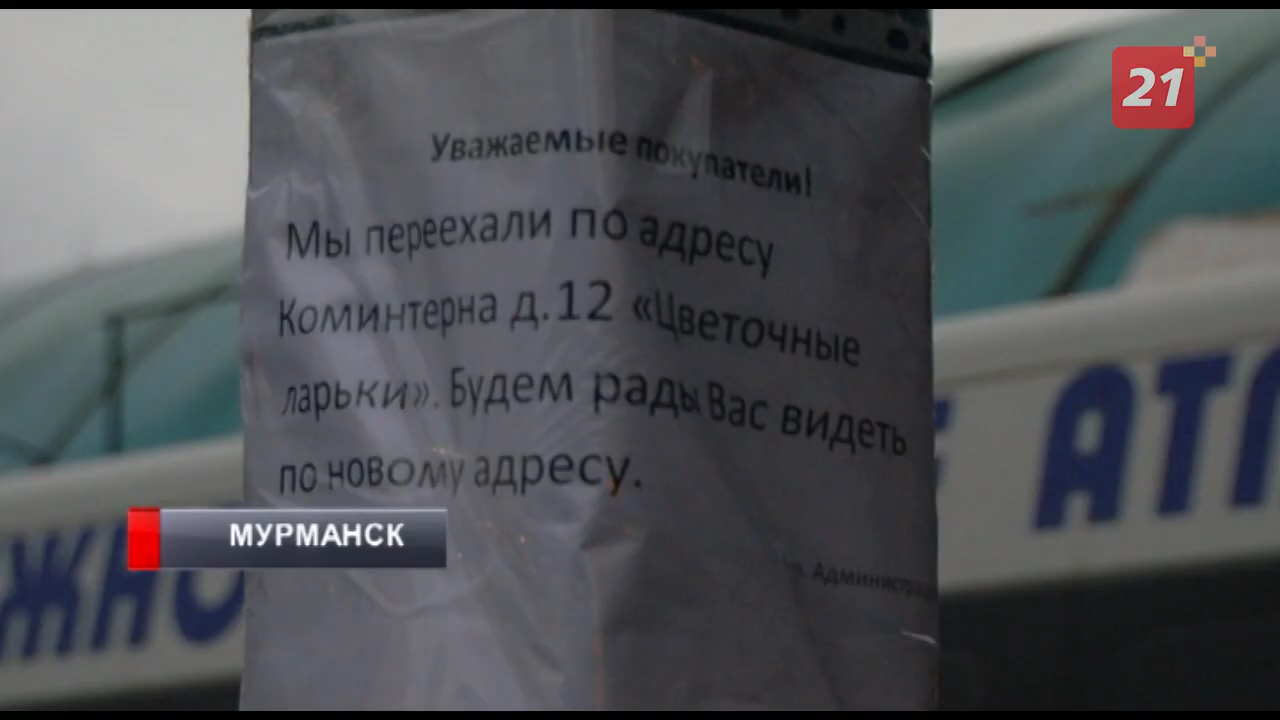 21
Уважаемые покупатели!
Мы переехали по адресу
Коминтерна д.12 «Цветочные
ларьки». Будем рады Вас видеть
по новому адресу.
МУРМАНСК